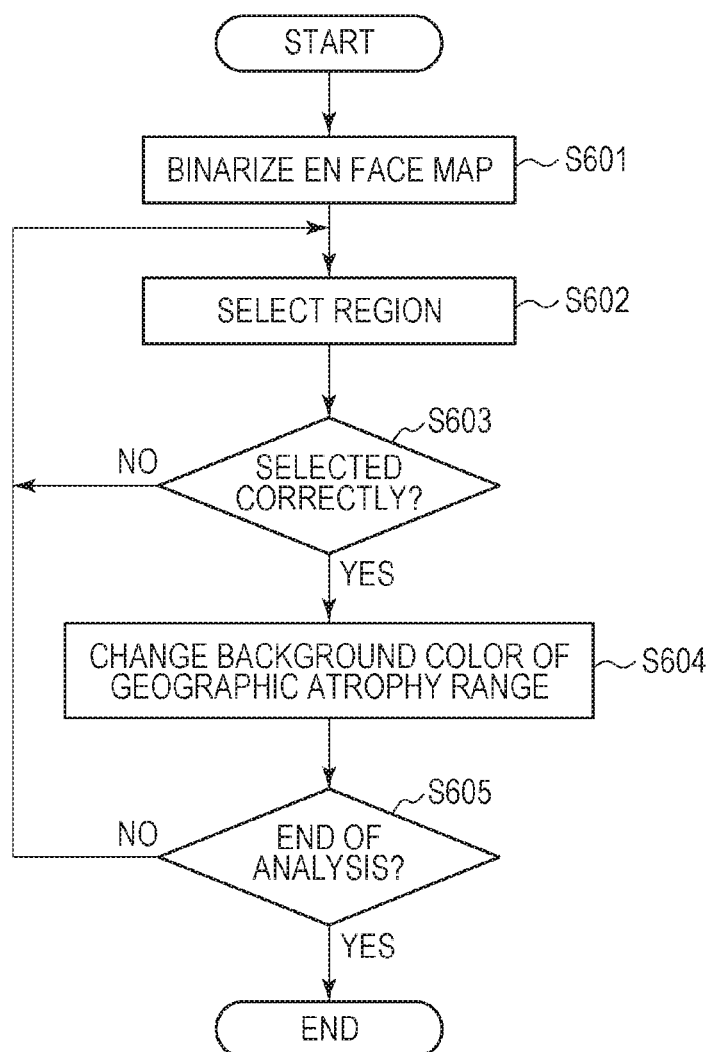 START
BINARIZE EN FACE MAP
S601
SELECT REGION
S602
S603
NO
SELECTED
CORRECTLY?
YES
CHANGE BACKGROUND COLOR OF
GEOGRAPHIC ATROPHY RANGE
S604
S605
NO
END OF
ANALYSIS?
YES
END